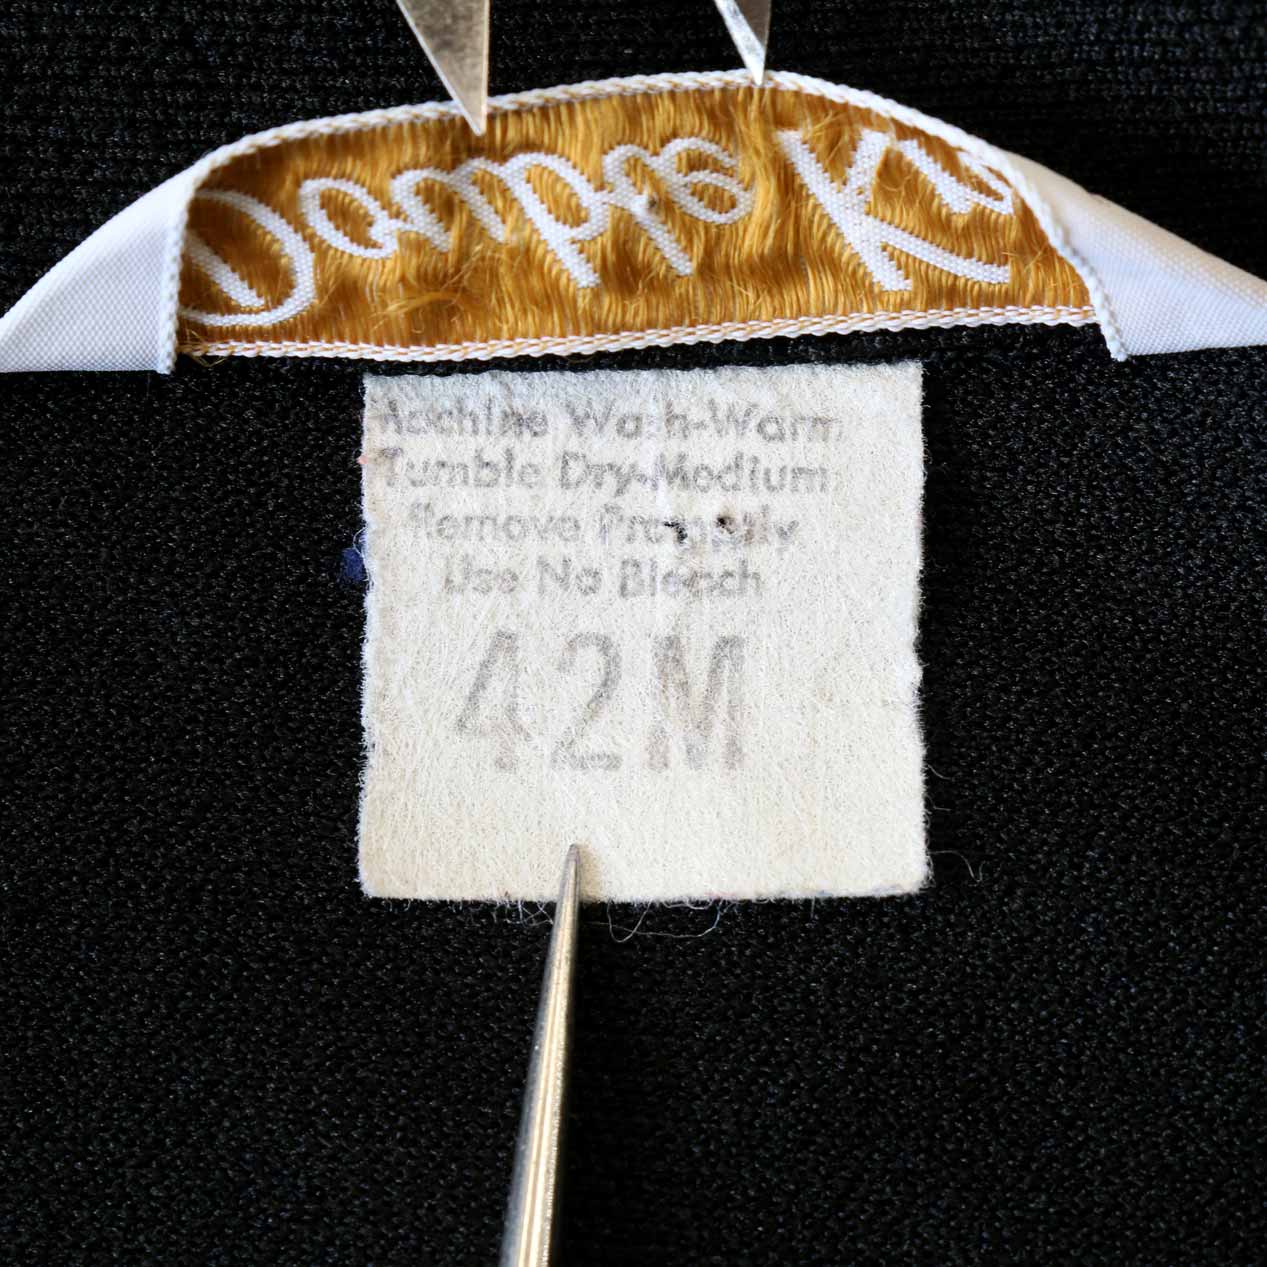 Machine Wash-Warm
Tumble Dry-Medium
Remove Promptly
Use No Bleach
42M